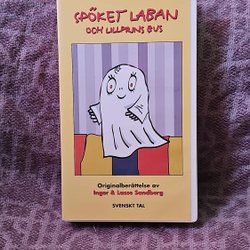 SPÖKET LABAN
OCH LILLPRINS BUS
Originalberättelse av
Inger & Lasse Sandberg
SVENSKT TAL